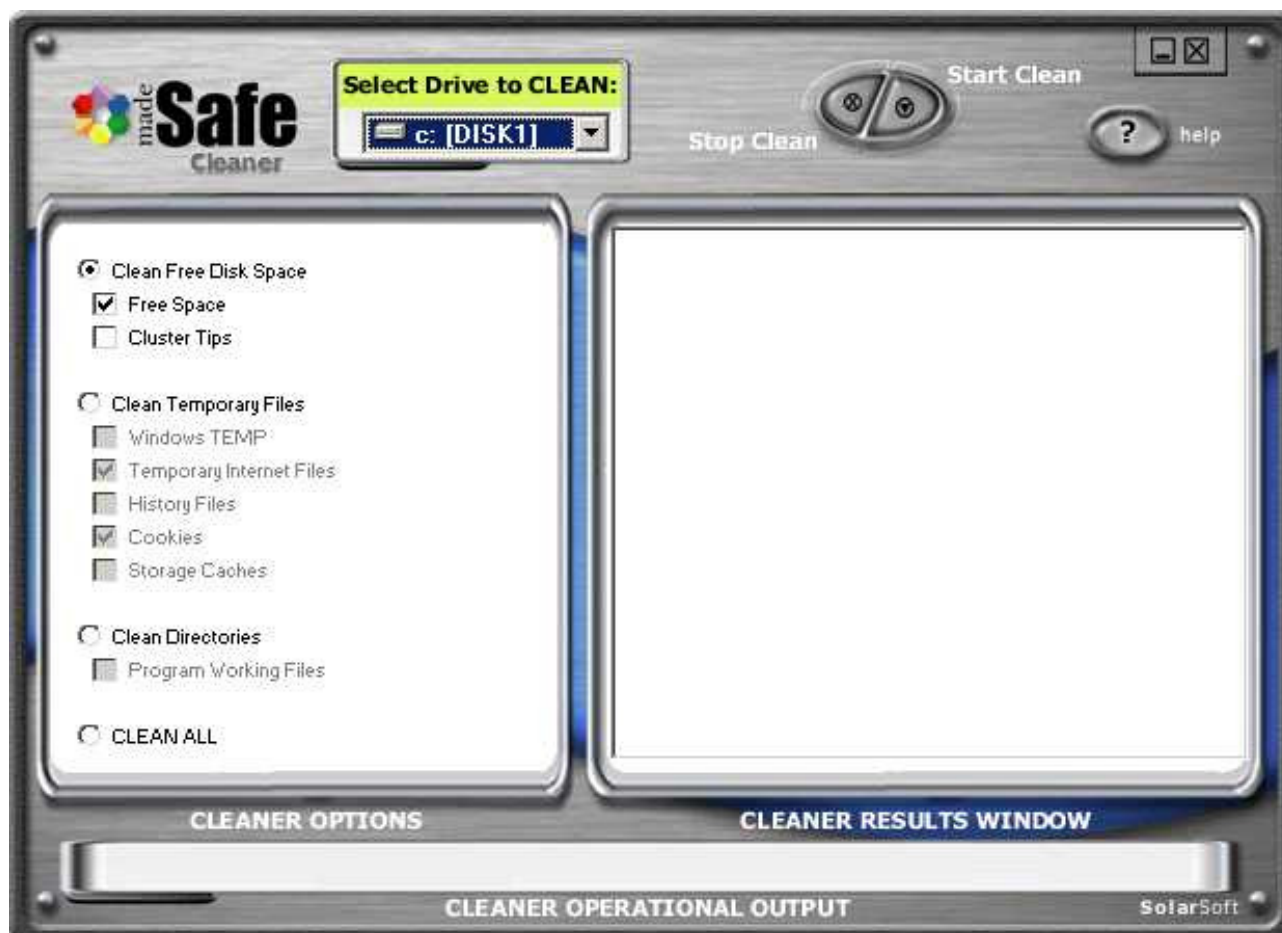 made
Safe
Cleaner
Select Drive to CLEAN:
c: [DISK1]
Start Clean
Stop Clean
? help
Clean Free Disk Space
Free Space
Cluster Tips
Clean Temporary Files
Windows TEMP
Temporary Internet Files
History Files
Cookies
Storage Caches
Clean Directories
Program Working Files
CLEAN ALL
CLEANER OPTIONS
CLEANER RESULTS WINDOW
CLEANER OPERATIONAL OUTPUT
SolarSoft